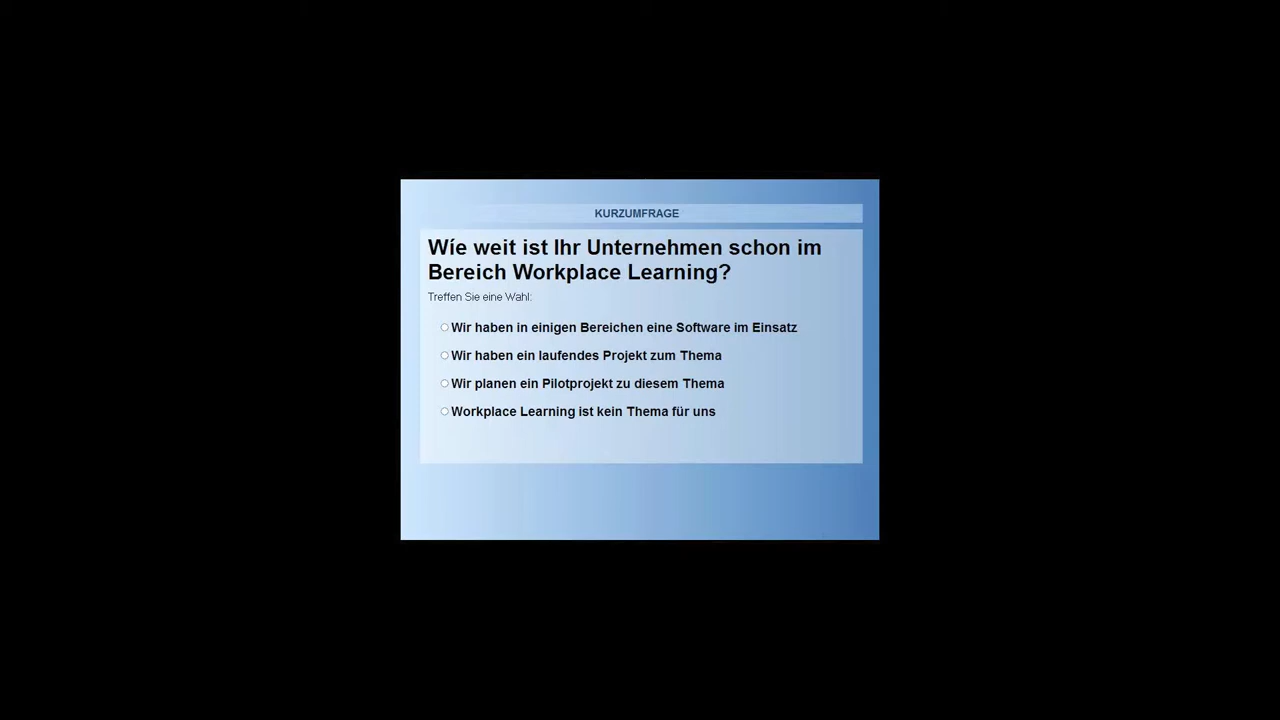 KURZUMFRAGE
Wíe weit ist Ihr Unternehmen schon im
Bereich Workplace Learning?
Treffen Sie eine Wahl:
Wir haben in einigen Bereichen eine Software im Einsatz
Wir haben ein laufendes Projekt zum Thema
Wir planen ein Pilotprojekt zu diesem Thema
Workplace Learning ist kein Thema für uns